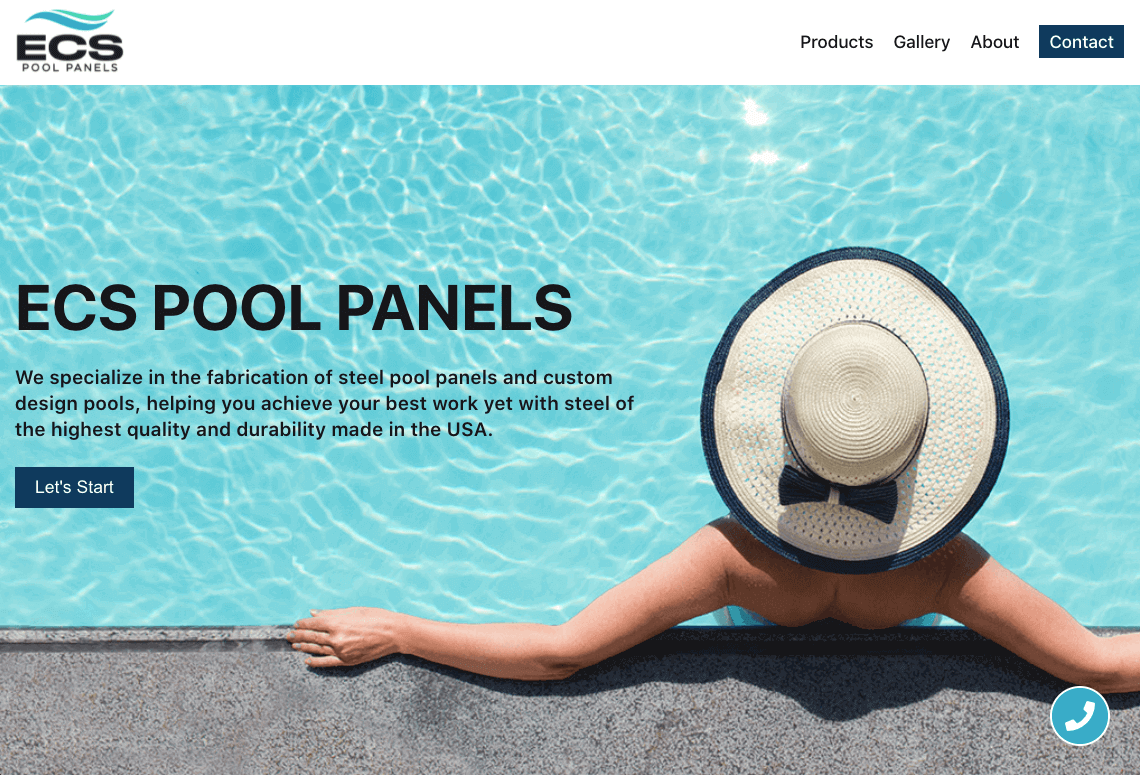 ECS
POOL PANELS
Products
Gallery
About
Contact
ECS POOL PANELS
We specialize in the fabrication of steel pool panels and custom
design pools, helping you achieve your best work yet with steel of
the highest quality and durability made in the USA.
Let's Start